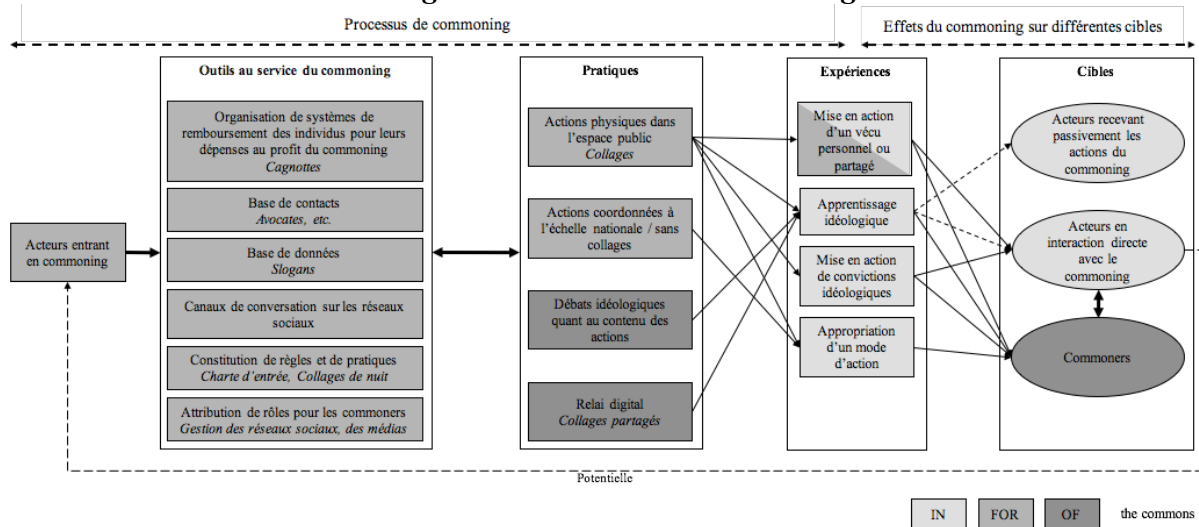 Processus de commoning
Effets du commoning sur différentes cibles
Outils au service du commoning
Organisation de systèmes de
remboursement des individus pour leurs
dépenses au profit du commoning
Cagnottes
Base de contacts
Avocates, etc.
Base de données
Slogans
Canaux de conversation sur les réseaux
sociaux
Constitution de règles et de pratiques
Charte d'entrée, Collages de nuit
Attribution de rôles pour les commoners
Gestion des réseaux sociaux, des médias
Acteurs entrant
en commoning
Pratiques
Actions physiques dans
l'espace public
Collages
Actions coordonnées à
l'échelle nationale / sans
collages
Débats idéologiques
quant au contenu des
actions
Relai digital
Collages partagés
Expériences
Mise en action
d'un vécu
personnel ou
partagé
Apprentissage
idéologique
Mise en action
de convictions
idéologiques
Appropriation
d'un mode
d'action
Cibles
Acteurs recevant
passivement les
actions du
commoning
Acteurs en
interaction directe
avec le
commoning
Commoners
Potentielle
IN
FOR
OF
the commons